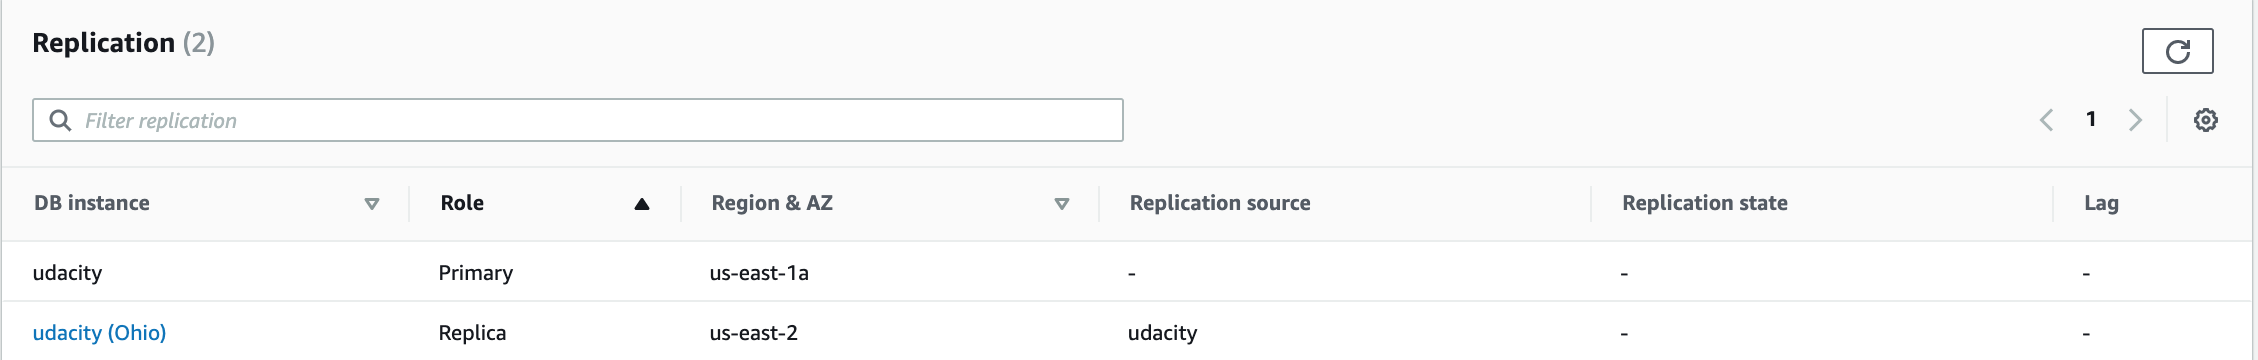 Replication (2)
Filter replication
1
DB instance Role Region & AZ Replication source Replication state Lag
udacity Primary us-east-1a - - -
udacity (Ohio) Replica us-east-2 udacity - -